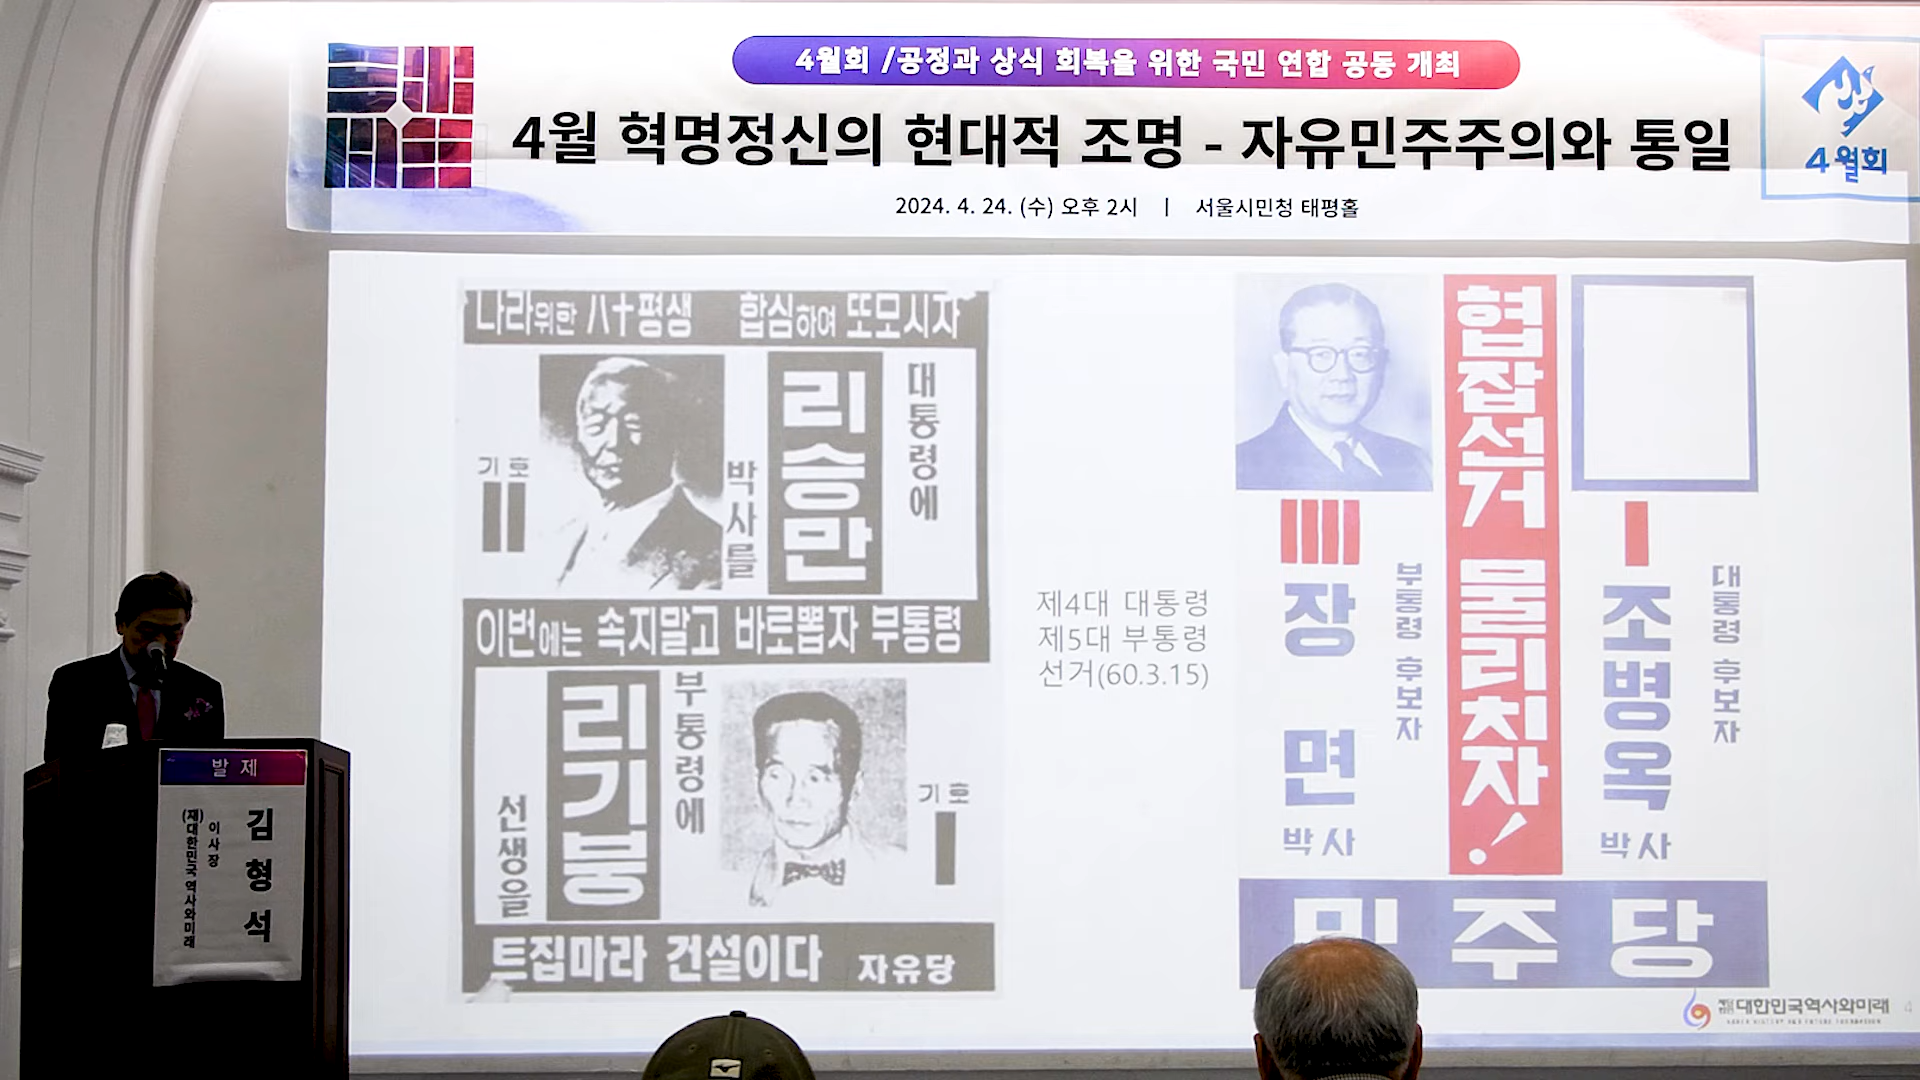 4월회 /공정과 상식 회복을 위한 국민 연합 공동 개최
4월 혁명정신의 현대적 조명 - 자유민주주의와 통일
2024. 4. 24. (수) 오후 2시 | 서울시민청 태평홀
4월회
나라위한 八十평생 합심하여 또모시자
대통령에
리승만
박사를
기호
II
이번에는 속지말고 바로뽑자 부통령
부통령에
리기붕
선생을
기호
I
트집마라 건설이다 자유당
제4대 대통령
제5대 부통령
선거(60.3.15)
협잡선거 물리치자!
I
대통령 후보자
조병옥
박사
IIII
부통령 후보자
장면
박사
민주당
재단법인 대한민국역사와미래
4
발제
김형석
이사장
(재)대한민국 역사와미래